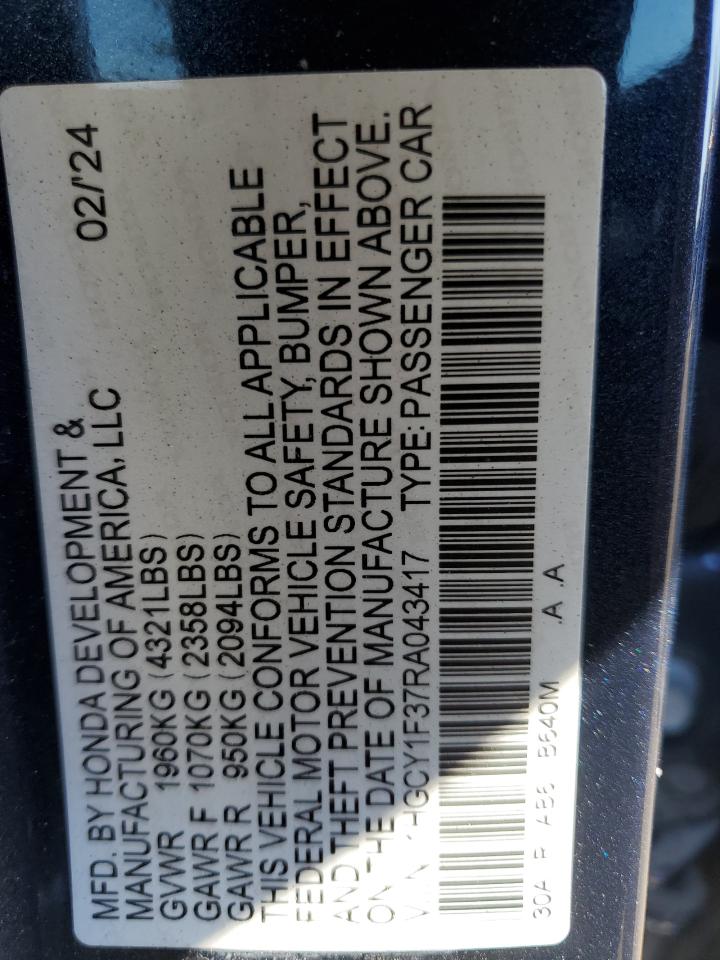 MFD. BY HONDA DEVELOPMENT &
MANUFACTURING OF AMERICA, LLC 02/'24
GVWR 1960KG (4321LBS)
GAWR F 1070KG (2358LBS)
GAWR R 950KG (2094LBS)
THIS VEHICLE CONFORMS TO ALL APPLICABLE
FEDERAL MOTOR VEHICLE SAFETY, BUMPER,
AND THEFT PREVENTION STANDARDS IN EFFECT
ON THE DATE OF MANUFACTURE SHOWN ABOVE.
1HGCY1F37RA043417 TYPE: PASSENGER CAR
30A B640M .A .A